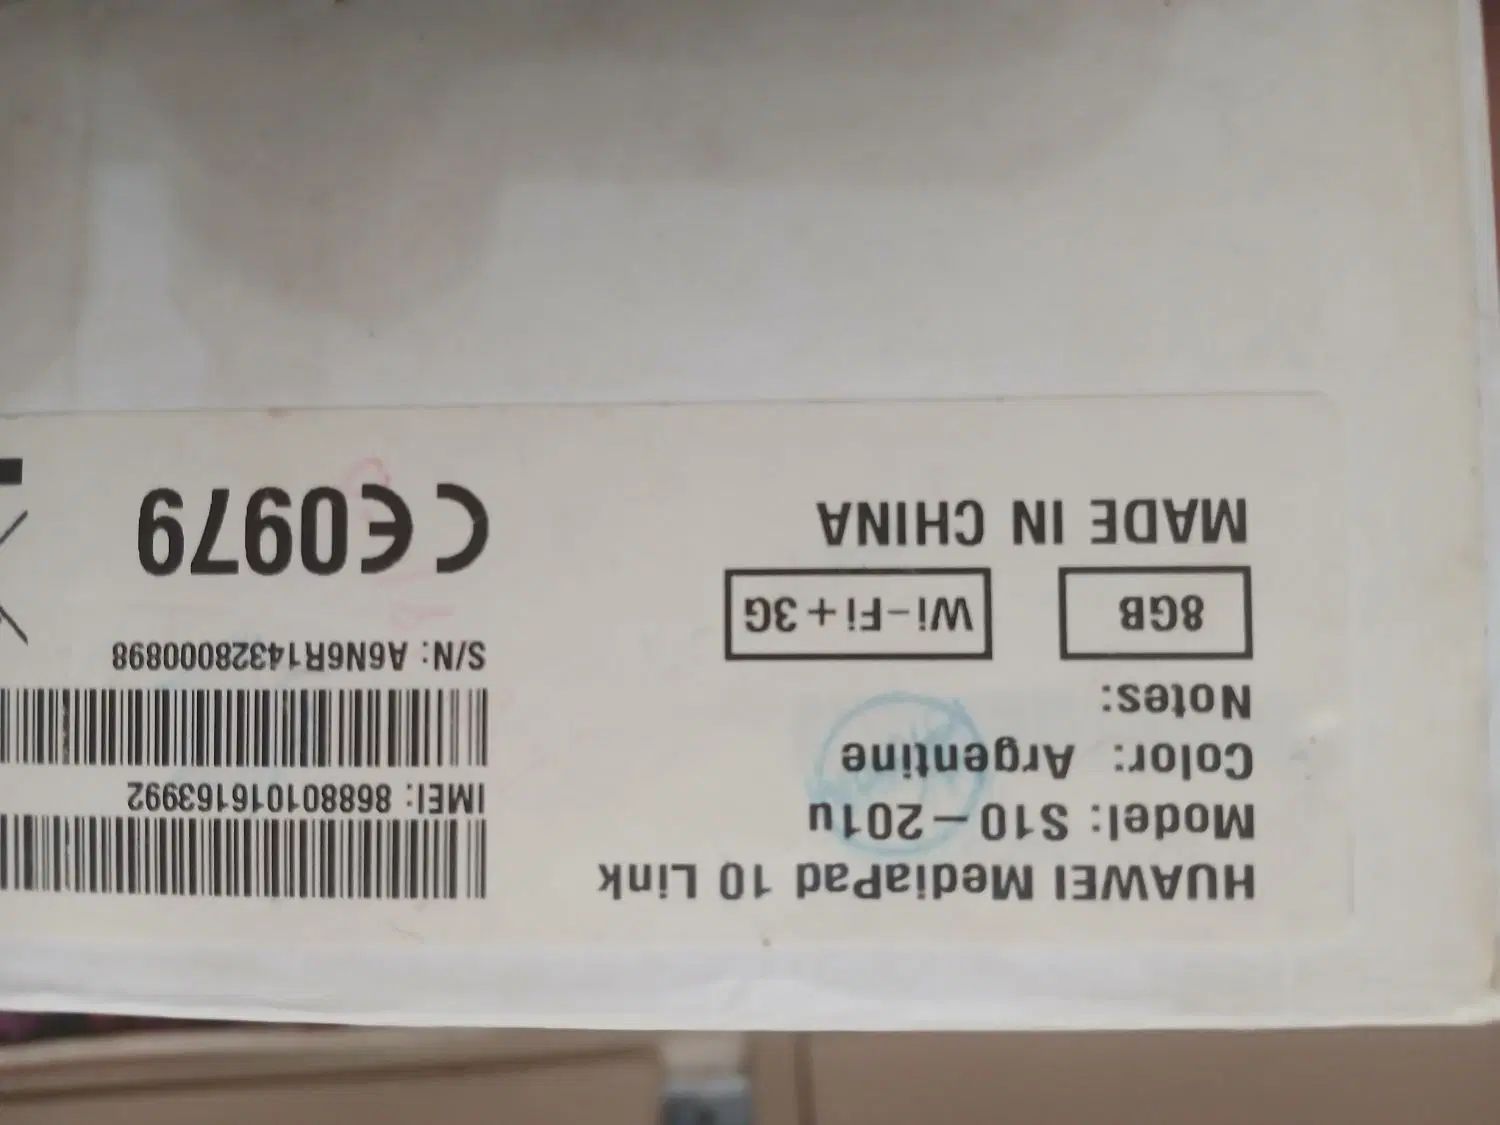 HUAWEI MediaPad 10 Link
Model: S10-201u
Color: Argentine
Notes:
8GB
Wi-Fi+3G
MADE IN CHINA
IMEI: 868801016163992
S/N: A6N6R14328000898
CE0979